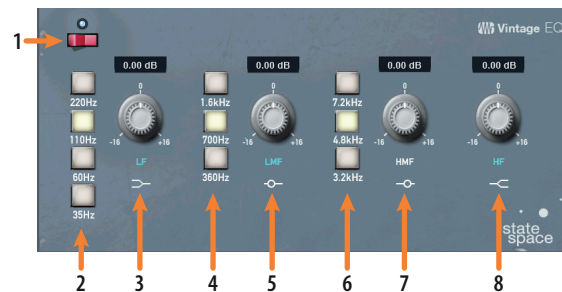 Vintage EQ
1
0.00 dB 0.00 dB 0.00 dB 0.00 dB
0 0 0 0
220Hz 1.6kHz 7.2kHz
-16 +16 -16 +16 -16 +16 -16 +16
110Hz 700Hz 4.8kHz
LF LMF HMF HF
60Hz 360Hz 3.2kHz
35Hz
state
space
2 3 4 5 6 7 8